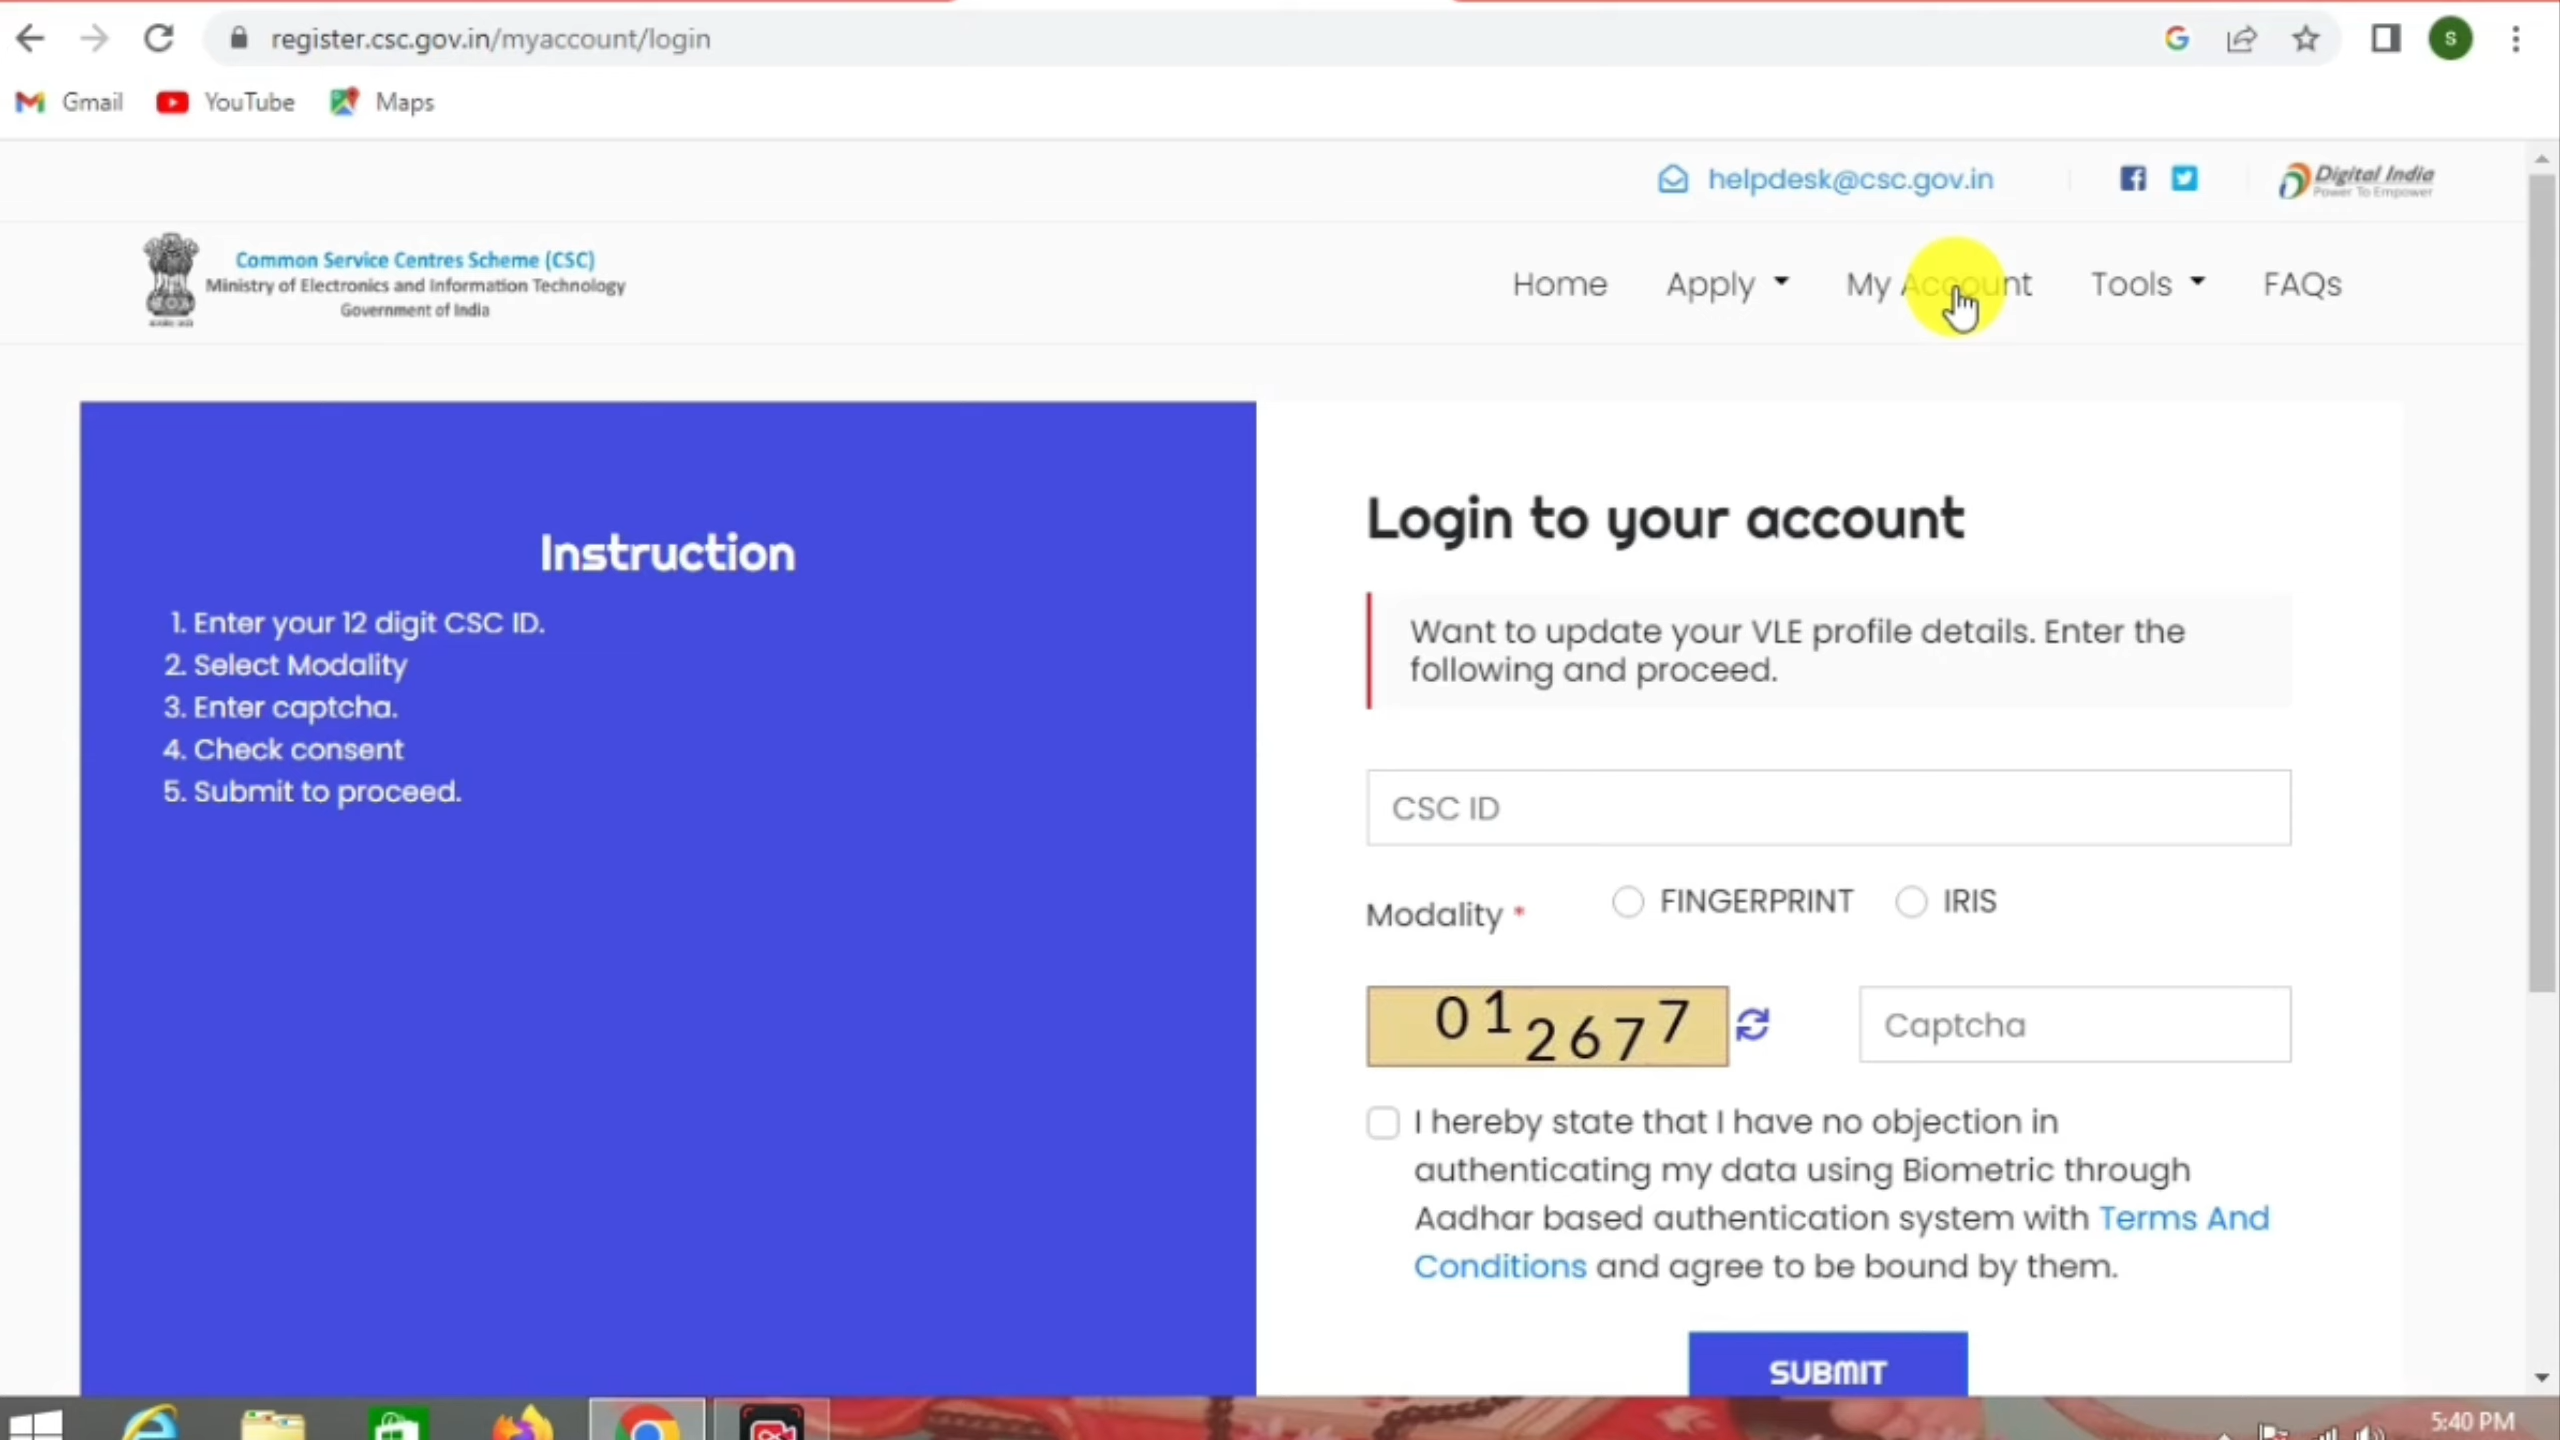 register.csc.gov.in/myaccount/login
S
Gmail YouTube Maps
helpdesk@csc.gov.in
Digital India
Power To Empower
Common Service Centres Scheme (CSC)
Ministry of Electronics and Information Technology
Government of India
Home Apply My Account Tools FAQs
Instruction
1. Enter your 12 digit CSC ID.
2. Select Modality
3. Enter captcha.
4. Check consent
5. Submit to proceed.
Login to your account
Want to update your VLE profile details. Enter the
following and proceed.
CSC ID
Modality * FINGERPRINT IRIS
012677 Captcha
I hereby state that I have no objection in
authenticating my data using Biometric through
Aadhar based authentication system with Terms And
Conditions and agree to be bound by them.
SUBMIT
5:40 PM